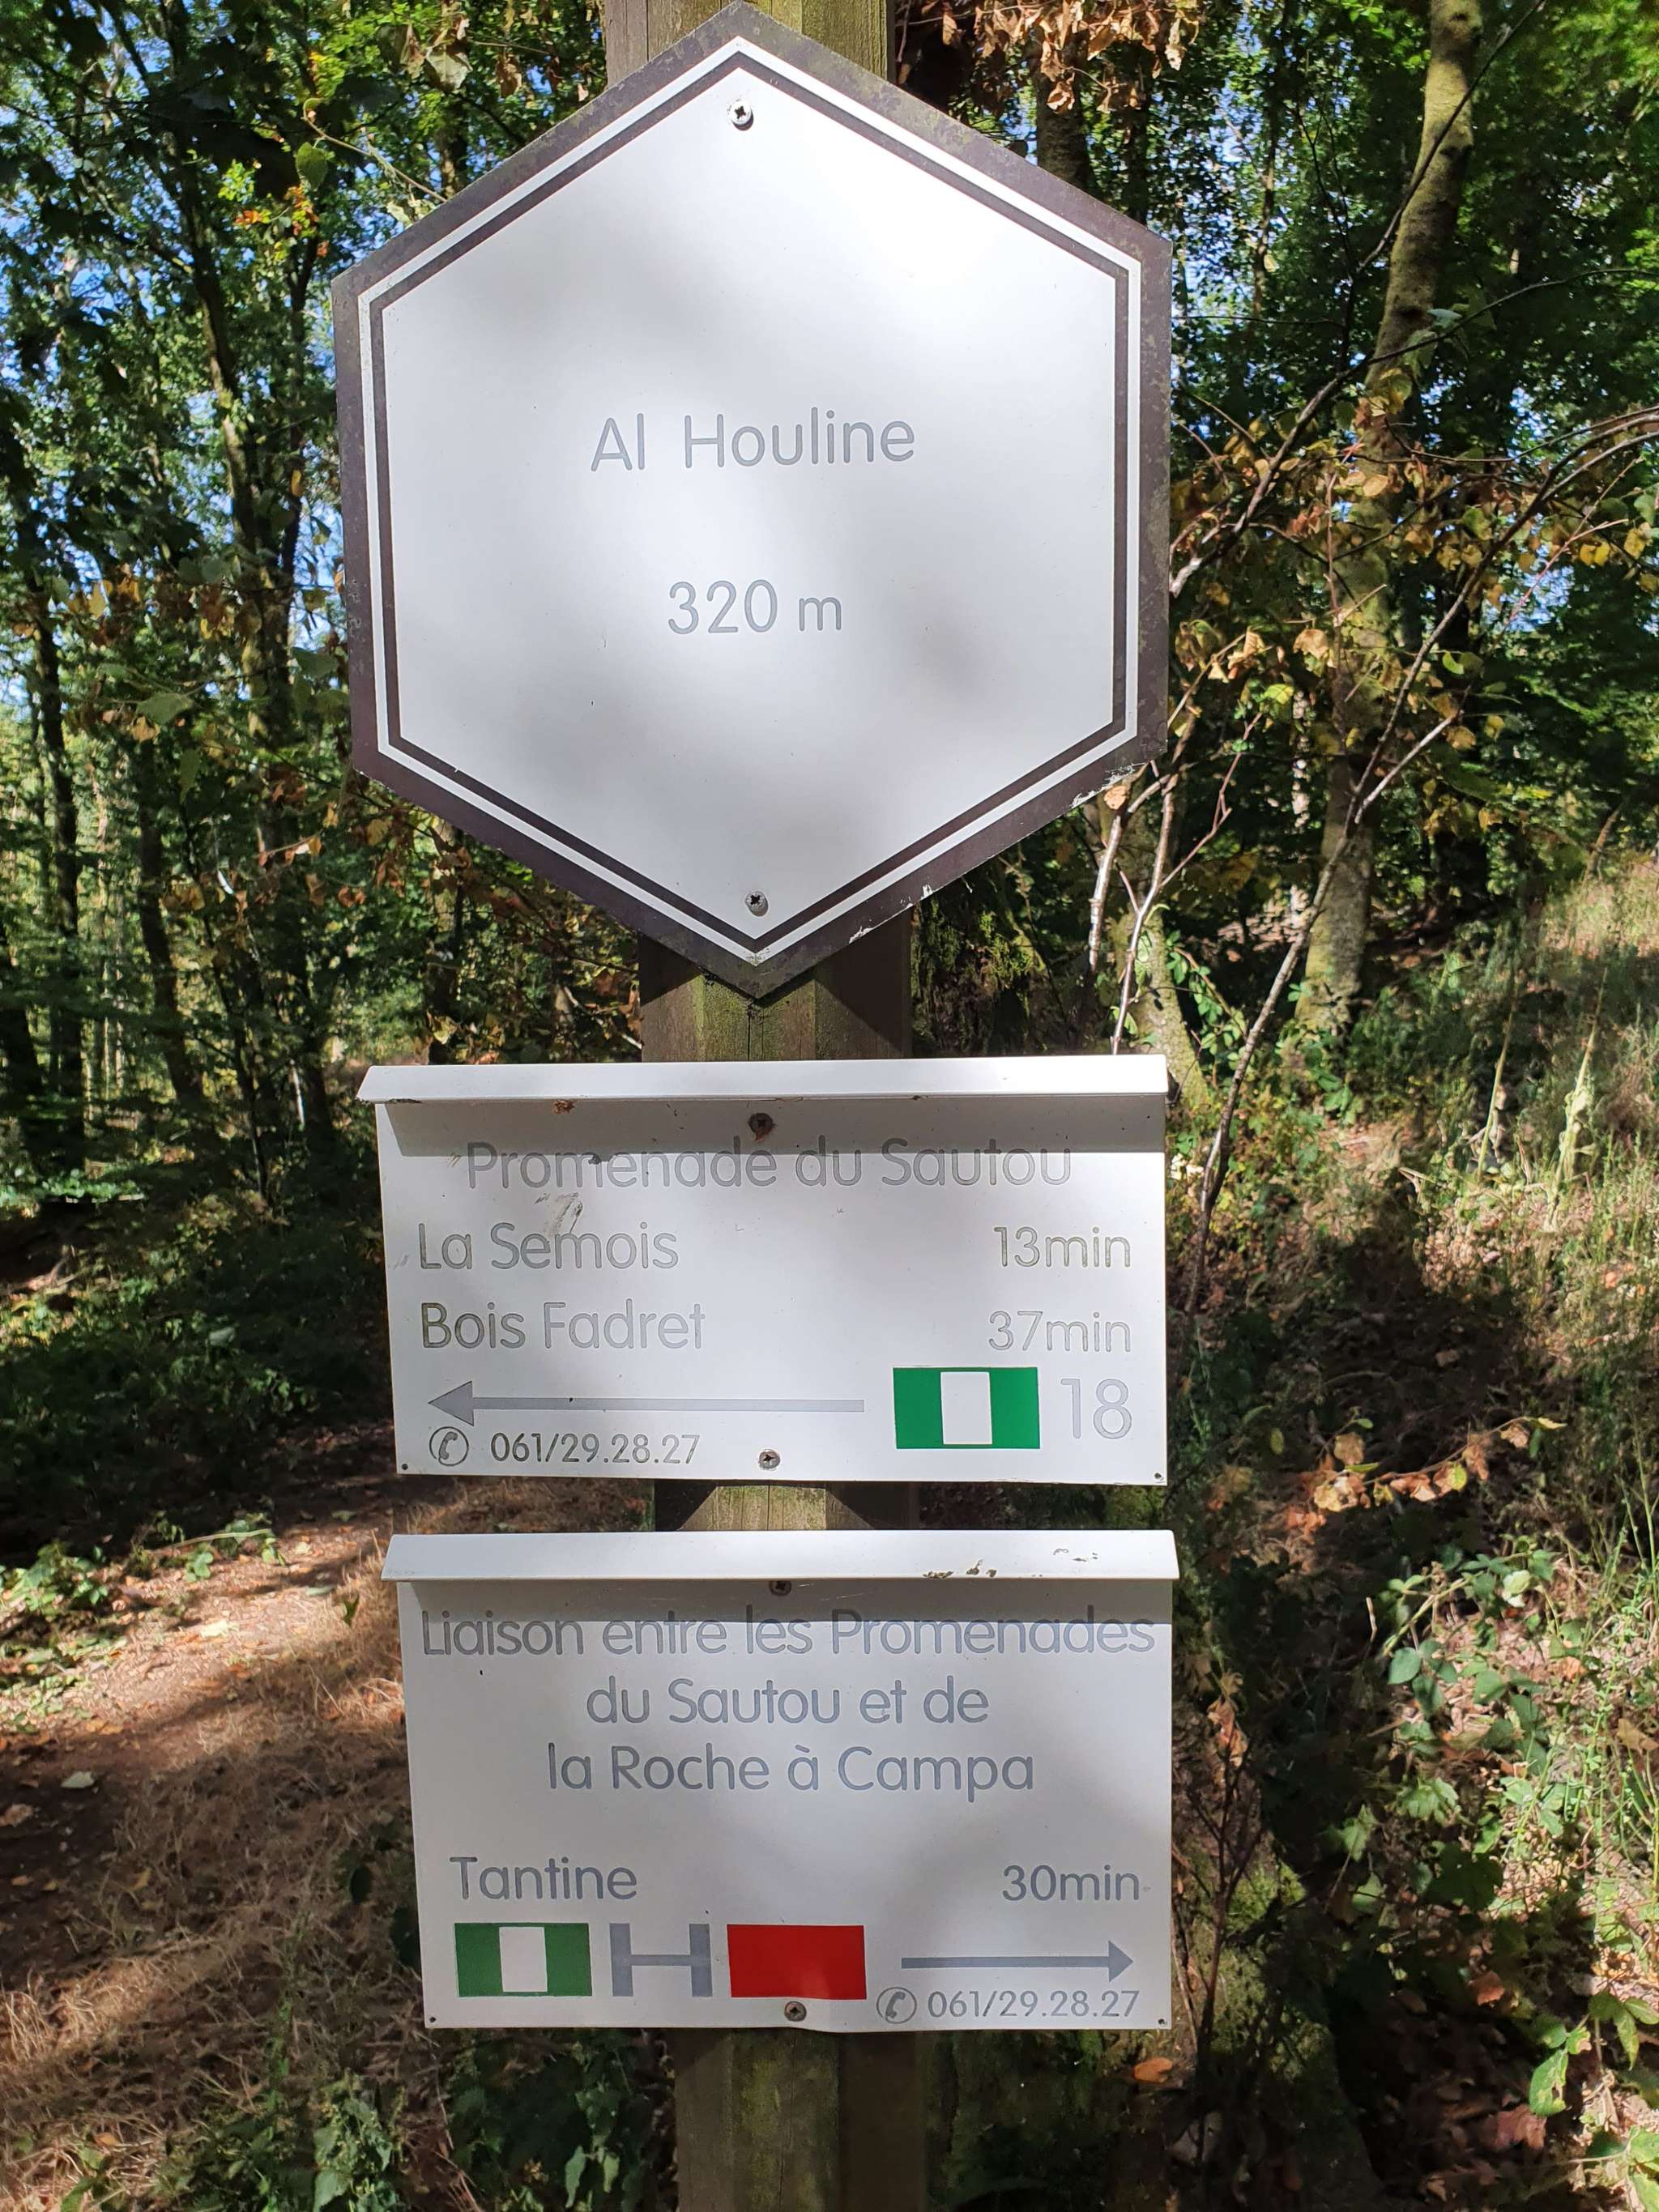 Al Houline
320 m
Promenade du Sautou
La Semois 13min
Bois Fadret 37min
18
061/29.28.27
Liaison entre les Promenades
du Sautou et de
la Roche à Campa
Tantine 30min
061/29.28.27